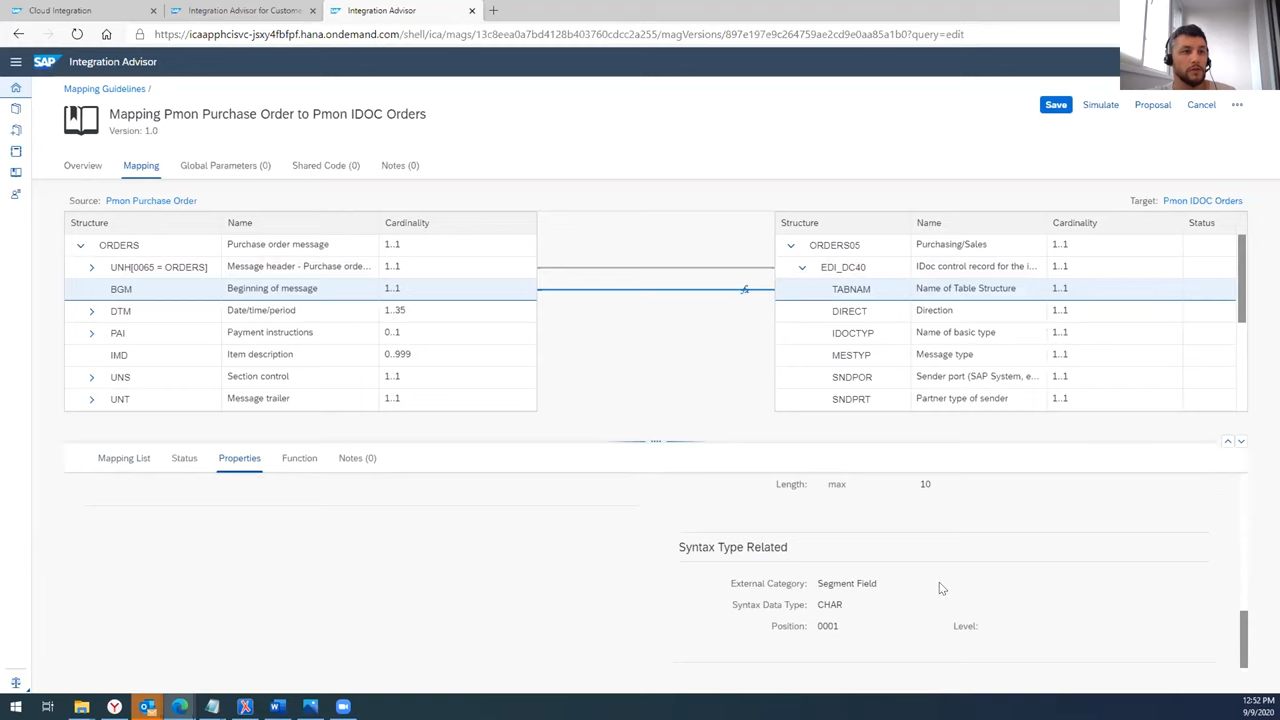 Cloud Integration
Integration Advisor for Custome
Integration Advisor
https://icaapphcisvc-jsxy4fbfpf.hana.ondemand.com/shell/ica/mags/13c8eea0a7bd4128b403760cdcc2a255/magVersions/897e197e9c264759ae2cd9e0aa85a1b0?query=edit
SAP Integration Advisor
Mapping Guidelines /
Mapping Pmon Purchase Order to Pmon IDOC Orders
Version: 1.0
Save Simulate Proposal Cancel
Overview Mapping Global Parameters (0) Shared Code (0) Notes (0)
Source: Pmon Purchase Order
Target: Pmon IDOC Orders
Structure Name Cardinality
ORDERS Purchase order message 1..1
UNH[0065 = ORDERS] Message header - Purchase orde... 1..1
BGM Beginning of message 1..1
DTM Date/time/period 1..35
PAI Payment instructions 0..1
IMD Item description 0..999
UNS Section control 1..1
UNT Message trailer 1..1
fx
Structure Name Cardinality Status
ORDERS05 Purchasing/Sales 1..1
EDI_DC40 IDoc control record for the i... 1..1
TABNAM Name of Table Structure 1..1
DIRECT Direction 1..1
IDOCTYP Name of basic type 1..1
MESTYP Message type 1..1
SNDPOR Sender port (SAP System, e... 1..1
SNDPRT Partner type of sender 1..1
Mapping List Status Properties Function Notes (0)
Length: max 10
Syntax Type Related
External Category: Segment Field
Syntax Data Type: CHAR
Position: 0001 Level:
12:52 PM
9/9/2020